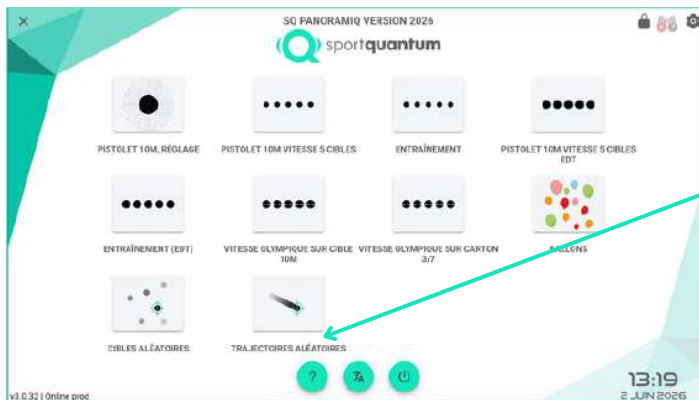 SQ PANORAMIQ VERSION 2026
sportquantum
PISTOLET 10M, RÉGLAGE
PISTOLET 10M VITESSE 5 CIBLES
ENTRAÎNEMENT
PISTOLET 10M VITESSE 5 CIBLES
EDT
ENTRAÎNEMENT (EDT)
VITESSE OLYMPIQUE SUR CIBLE
10M
VITESSE OLYMPIQUE SUR CARTON
3/7
BALLONS
CIBLES ALÉATOIRES
TRAJECTOIRES ALÉATOIRES
?
13:19
2 JUIN 2026
v3.0.32 | Online prod